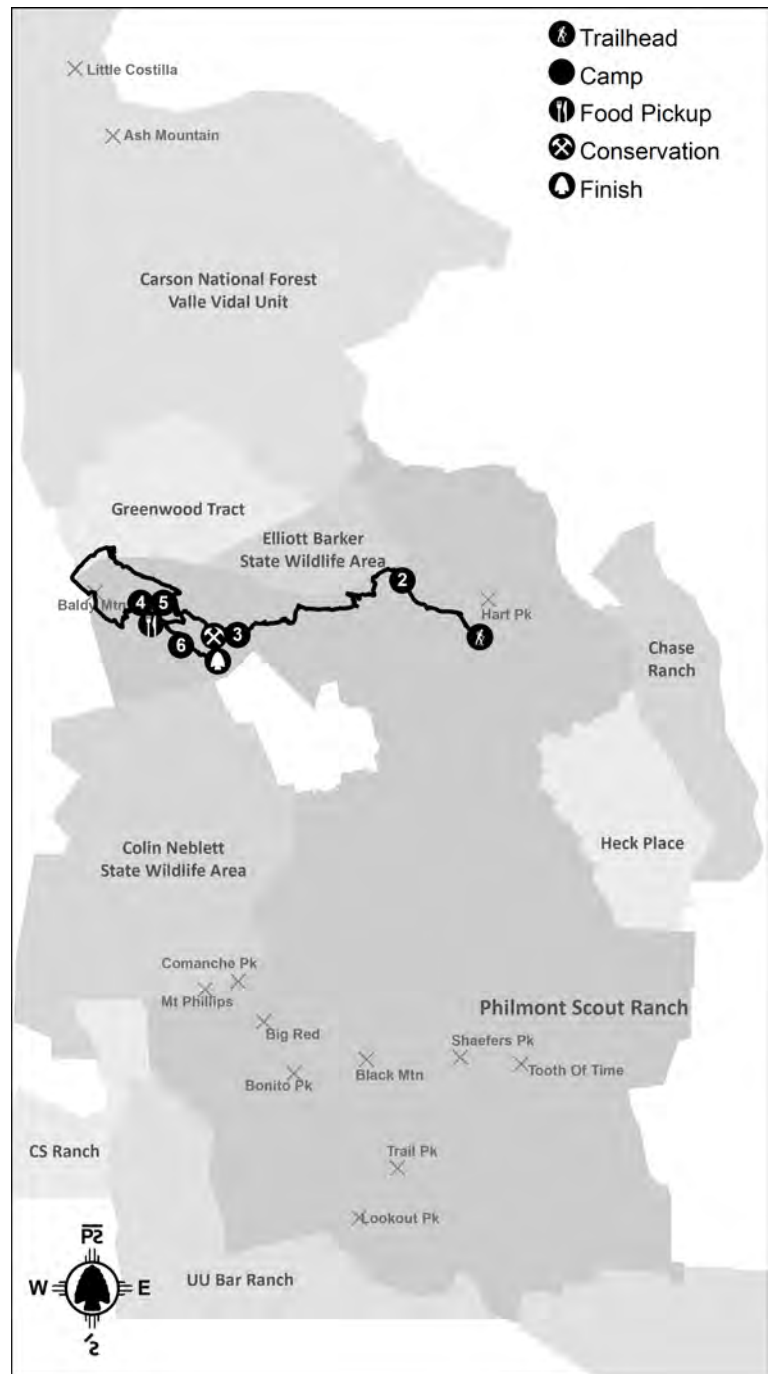 Trailhead
Camp
Food Pickup
Conservation
Finish
Little Costilla
Ash Mountain
Carson National Forest
Valle Vidal Unit
Greenwood Tract
Elliott Barker
State Wildlife Area
2
Baldy Mtn
4
5
Hart Pk
3
6
Chase
Ranch
Heck Place
Colin Neblett
State Wildlife Area
Comanche Pk
Mt Phillips
Philmont Scout Ranch
Big Red
Shaefers Pk
Black Mtn
Tooth Of Time
Bonito Pk
CS Ranch
Trail Pk
Lookout Pk
UU Bar Ranch
W
E